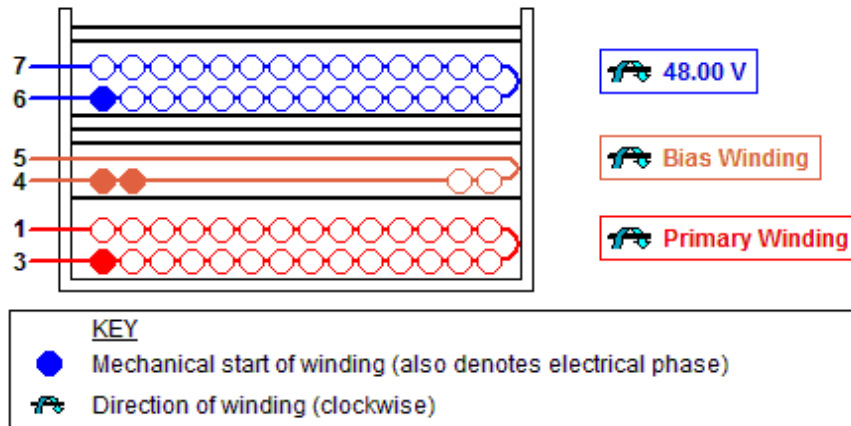 7
6
48.00 V
5
4
Bias Winding
1
3
Primary Winding
KEY
Mechanical start of winding (also denotes electrical phase)
Direction of winding (clockwise)